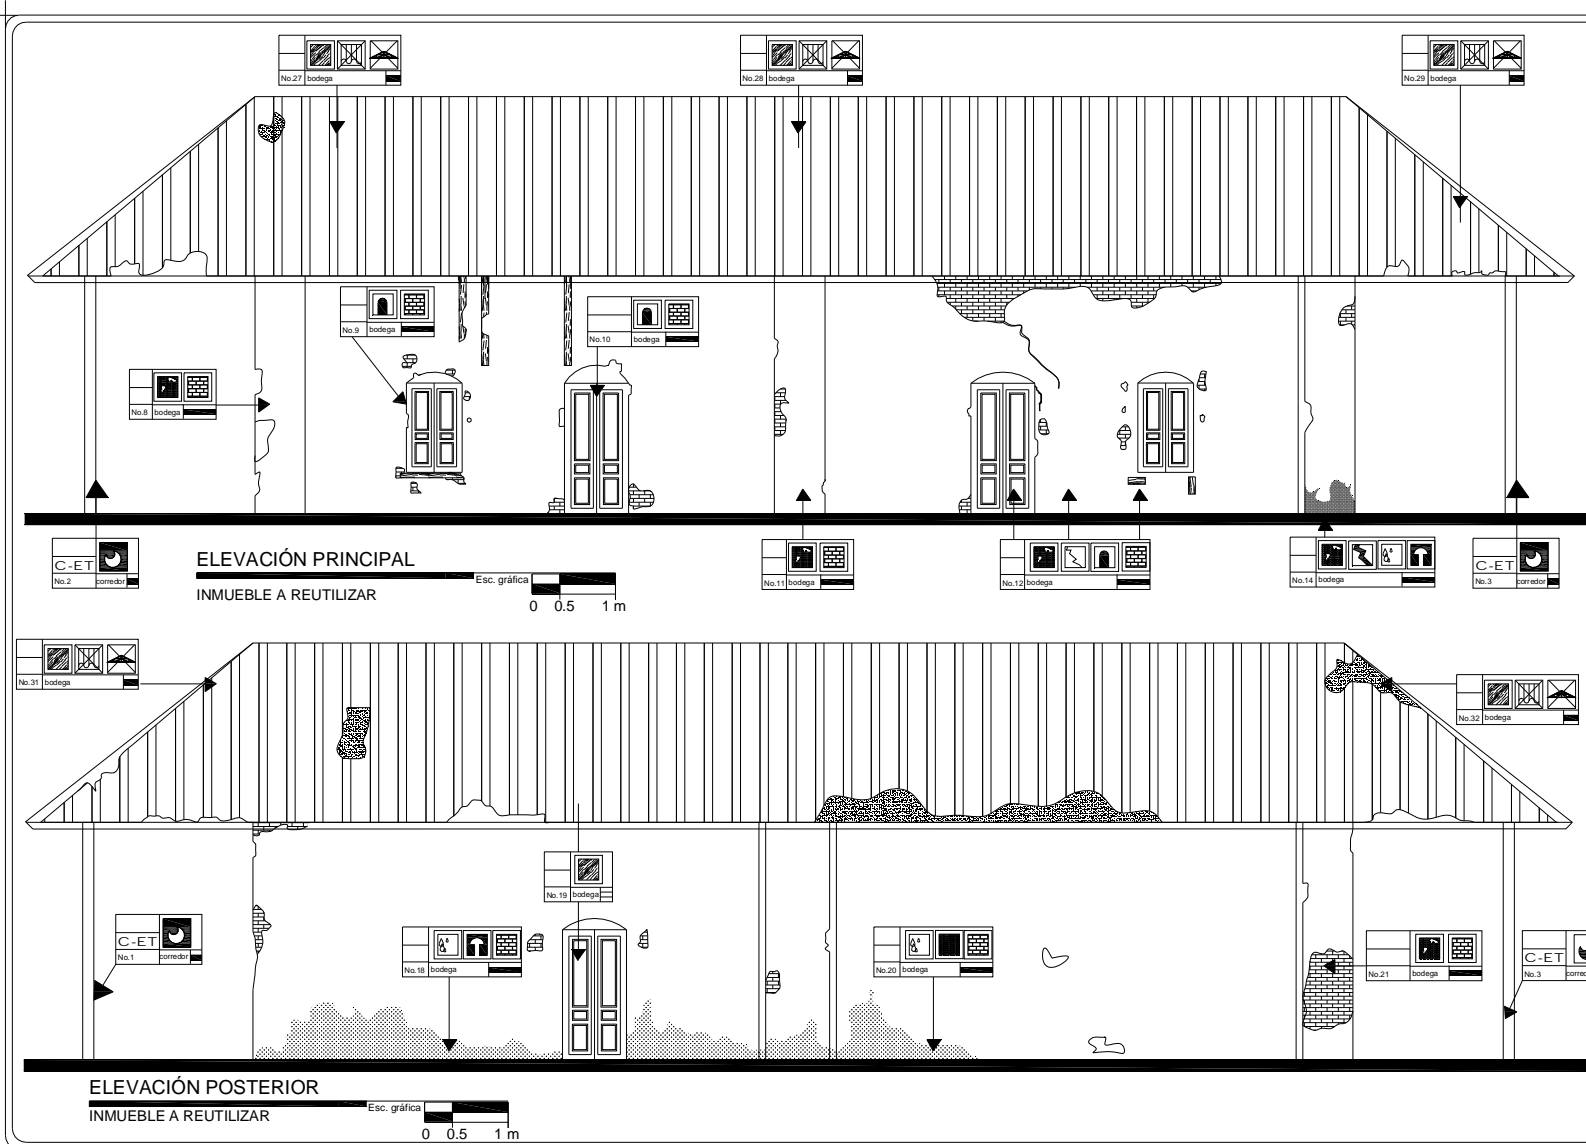 No.27 bodega
No.28 bodega
No.29 bodega
No.9 bodega
No.10 bodega
No.8 bodega
C-ET
No.2 corredor
ELEVACIÓN PRINCIPAL
Esc. gráfica
INMUEBLE A REUTILIZAR
0 0.5 1 m
No.11 bodega
No.12 bodega
No.14 bodega
C-ET
No.3 corredor
No.31 bodega
No.32 bodega
No.19 bodega
C-ET
No.1 corredor
No.18 bodega
No.20 bodega
No.21 bodega
C-ET
No.3
ELEVACIÓN POSTERIOR
Esc. gráfica
INMUEBLE A REUTILIZAR
0 0.5 1 m